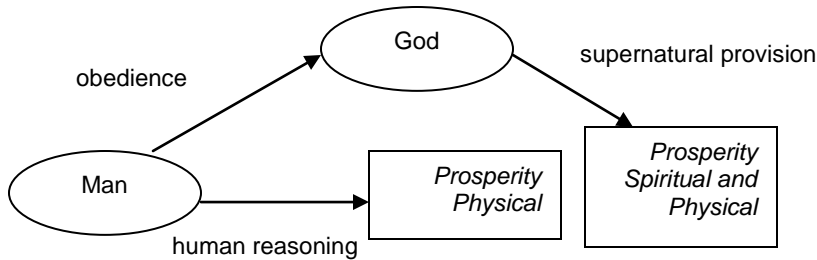 God
supernatural provision
obedience
Man
Prosperity
Physical
Prosperity
Spiritual and
Physical
human reasoning